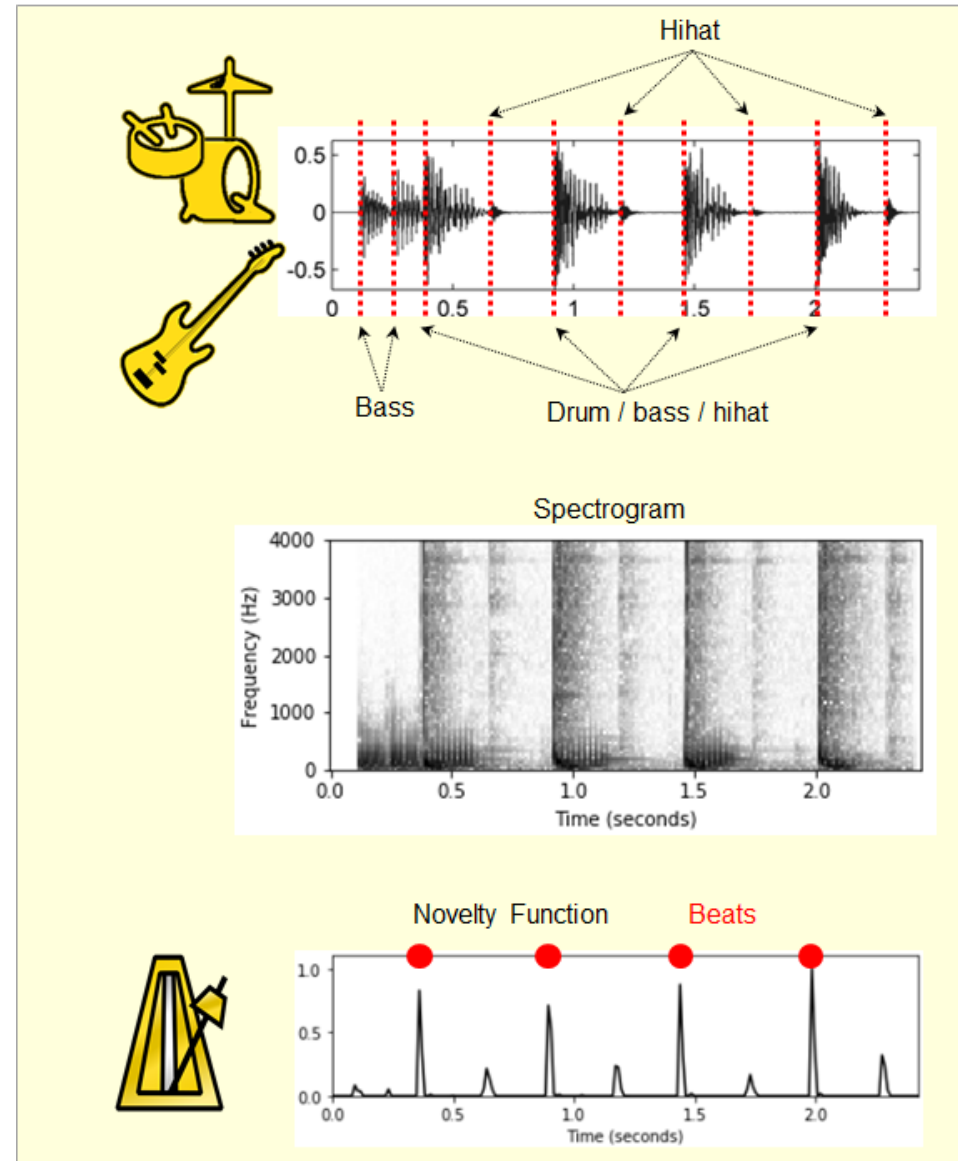 Hihat
0.5
0
-0.5
0 0.5 1 1.5 2
Bass
Drum / bass / hihat
Spectrogram
4000
3000
2000
1000
0
Frequency (Hz)
0.0 0.5 1.0 1.5 2.0
Time (seconds)
Novelty Function Beats
1.0
0.5
0.0
0.0 0.5 1.0 1.5 2.0
Time (seconds)